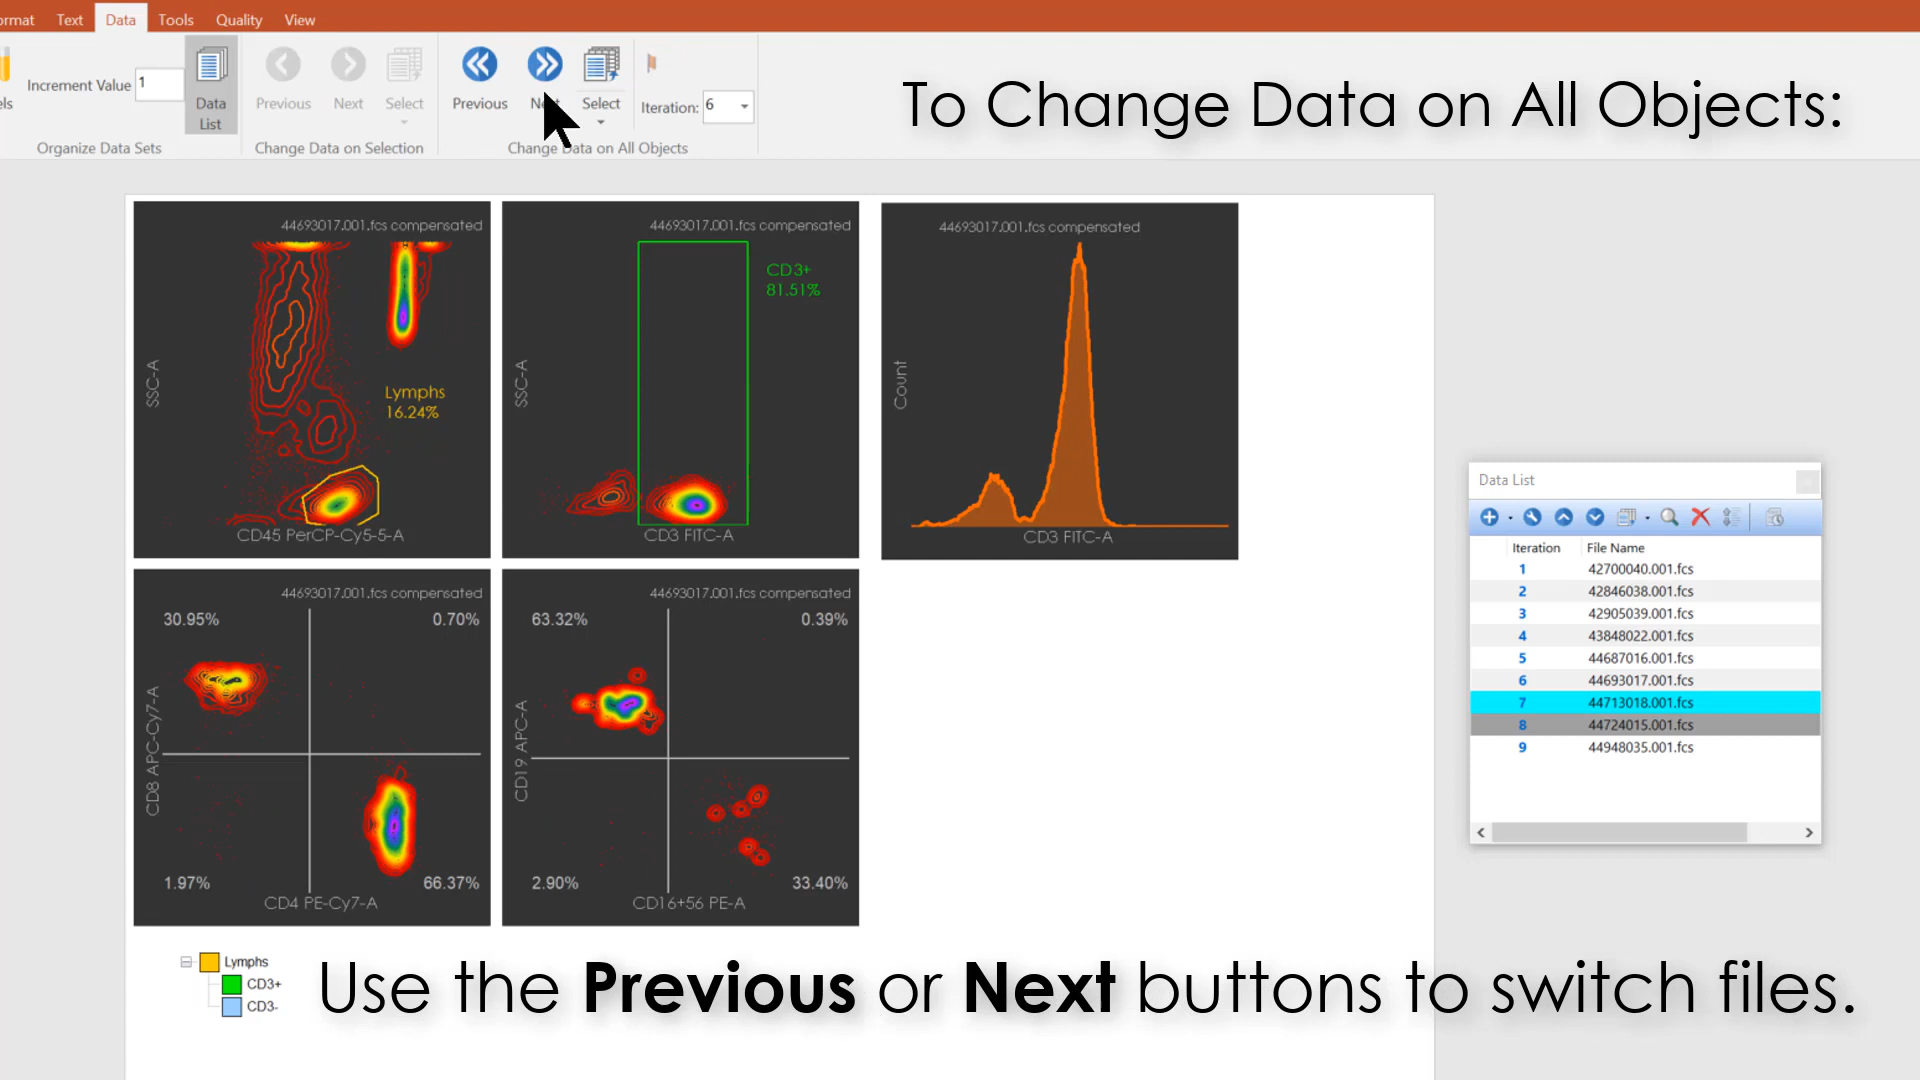 Text Data Tools Quality View
Increment Value 1
Data List
Previous Next Select
Previous Next Select
Iteration: 6
Organize Data Sets
Change Data on Selection
Change Data on All Objects
To Change Data on All Objects:
44693017.001.fcs compensated
SSC-A
Lymphs
16.24%
CD45 PerCP-Cy5-5-A
44693017.001.fcs compensated
SSC-A
CD3+
81.51%
CD3 FITC-A
44693017.001.fcs compensated
Count
CD3 FITC-A
44693017.001.fcs compensated
30.95% 0.70%
CD8 APC-Cy7-A
1.97% 66.37%
CD4 PE-Cy7-A
44693017.001.fcs compensated
63.32% 0.39%
CD19 APC-A
2.90% 33.40%
CD16+56 PE-A
Data List
Iteration File Name
1 42700040.001.fcs
2 42846038.001.fcs
3 42905039.001.fcs
4 43848022.001.fcs
5 44687016.001.fcs
6 44693017.001.fcs
7 44713018.001.fcs
8 44724015.001.fcs
9 44948035.001.fcs
Lymphs
CD3+
CD3-
Use the Previous or Next buttons to switch files.